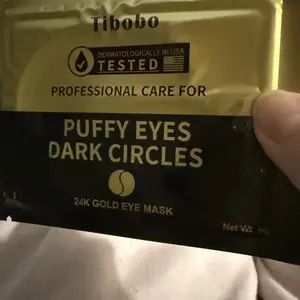 Tibobo
DERMATOLOGICALLY IN USA
TESTED
PROFESSIONAL CARE FOR
PUFFY EYES
DARK CIRCLES
24K GOLD EYE MASK
Net Wt.